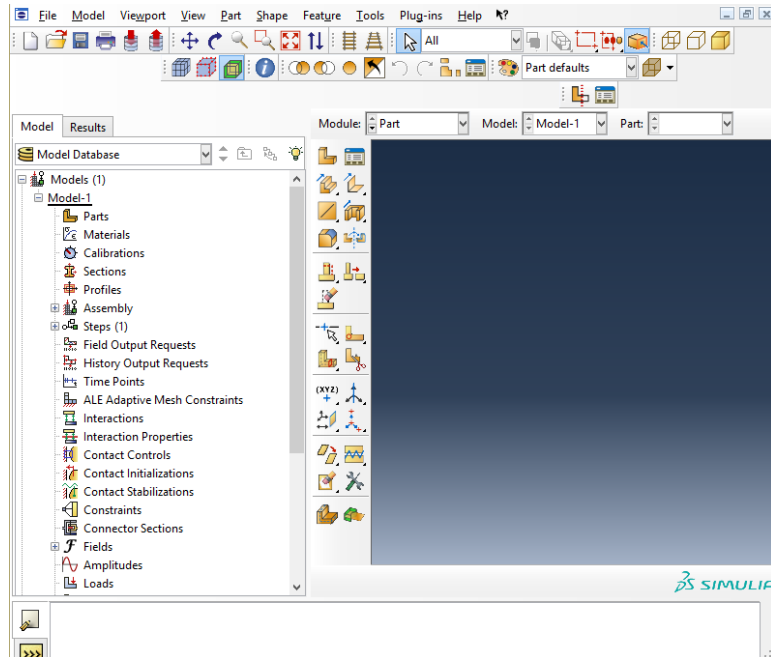 File Model Viewport View Part Shape Feature Tools Plug-ins Help
All
Part defaults
Model Results
Module: Part Model: Model-1 Part:
Model Database
Models (1)
Model-1
Parts
Materials
Calibrations
Sections
Profiles
Assembly
Steps (1)
Field Output Requests
History Output Requests
Time Points
ALE Adaptive Mesh Constraints
Interactions
Interaction Properties
Contact Controls
Contact Initializations
Contact Stabilizations
Constraints
Connector Sections
Fields
Amplitudes
Loads
(XYZ)
SIMULIA
>>>